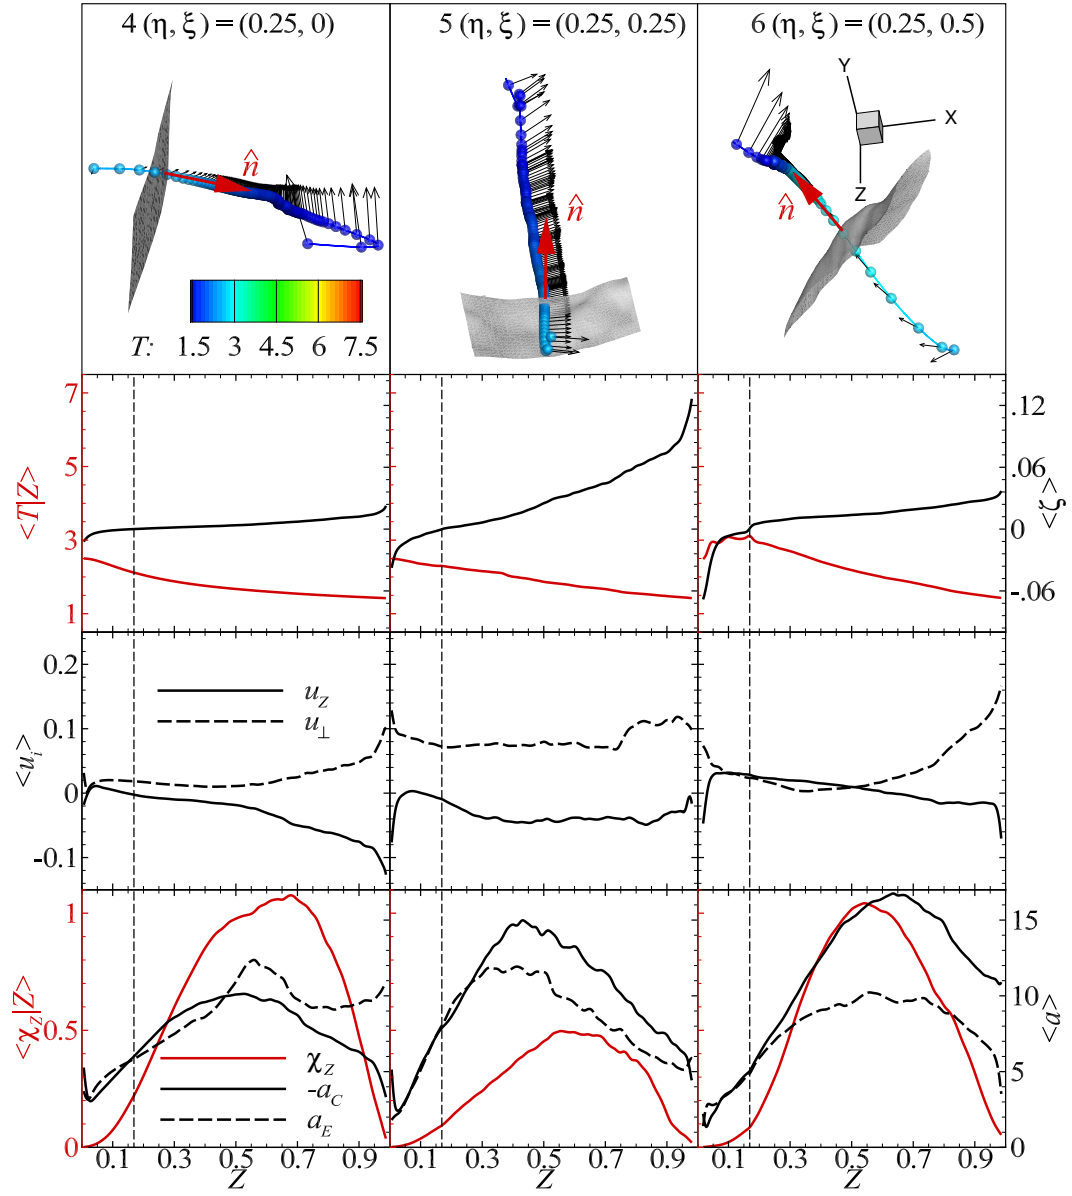 4 (η, ξ) = (0.25, 0)
5 (η, ξ) = (0.25, 0.25)
6 (η, ξ) = (0.25, 0.5)
n̂
n̂
n̂
Y
X
Z
T: 1.5 3 4.5 6 7.5
<T|Z>
7
5
3
1
.12
.06
0
-.06
<ζ>
<u_i>
0.2
0.1
0
-0.1
u_Z
u_⊥
<χ_Z|Z>
1
0.5
0
χ_Z
-a_C
a_E
15
10
5
0
<a>
0.1 0.3 0.5 0.7 0.9
0.1 0.3 0.5 0.7 0.9
0.1 0.3 0.5 0.7 0.9
Z
Z
Z